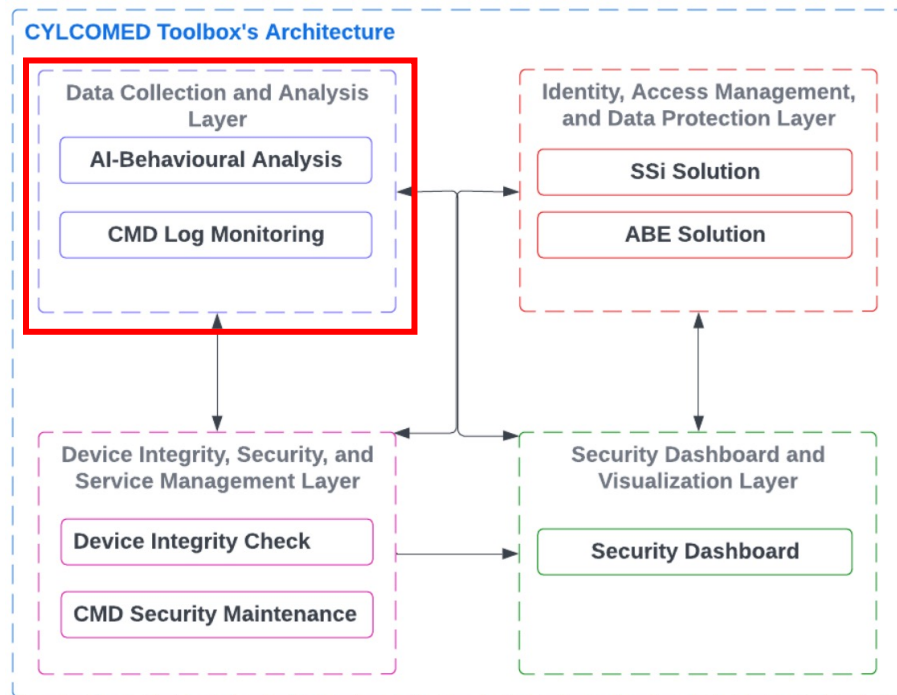 CYLCOMED Toolbox's Architecture
Data Collection and Analysis
Layer
AI-Behavioural Analysis
CMD Log Monitoring
Identity, Access Management,
and Data Protection Layer
SSi Solution
ABE Solution
Device Integrity, Security, and
Service Management Layer
Device Integrity Check
CMD Security Maintenance
Security Dashboard and
Visualization Layer
Security Dashboard